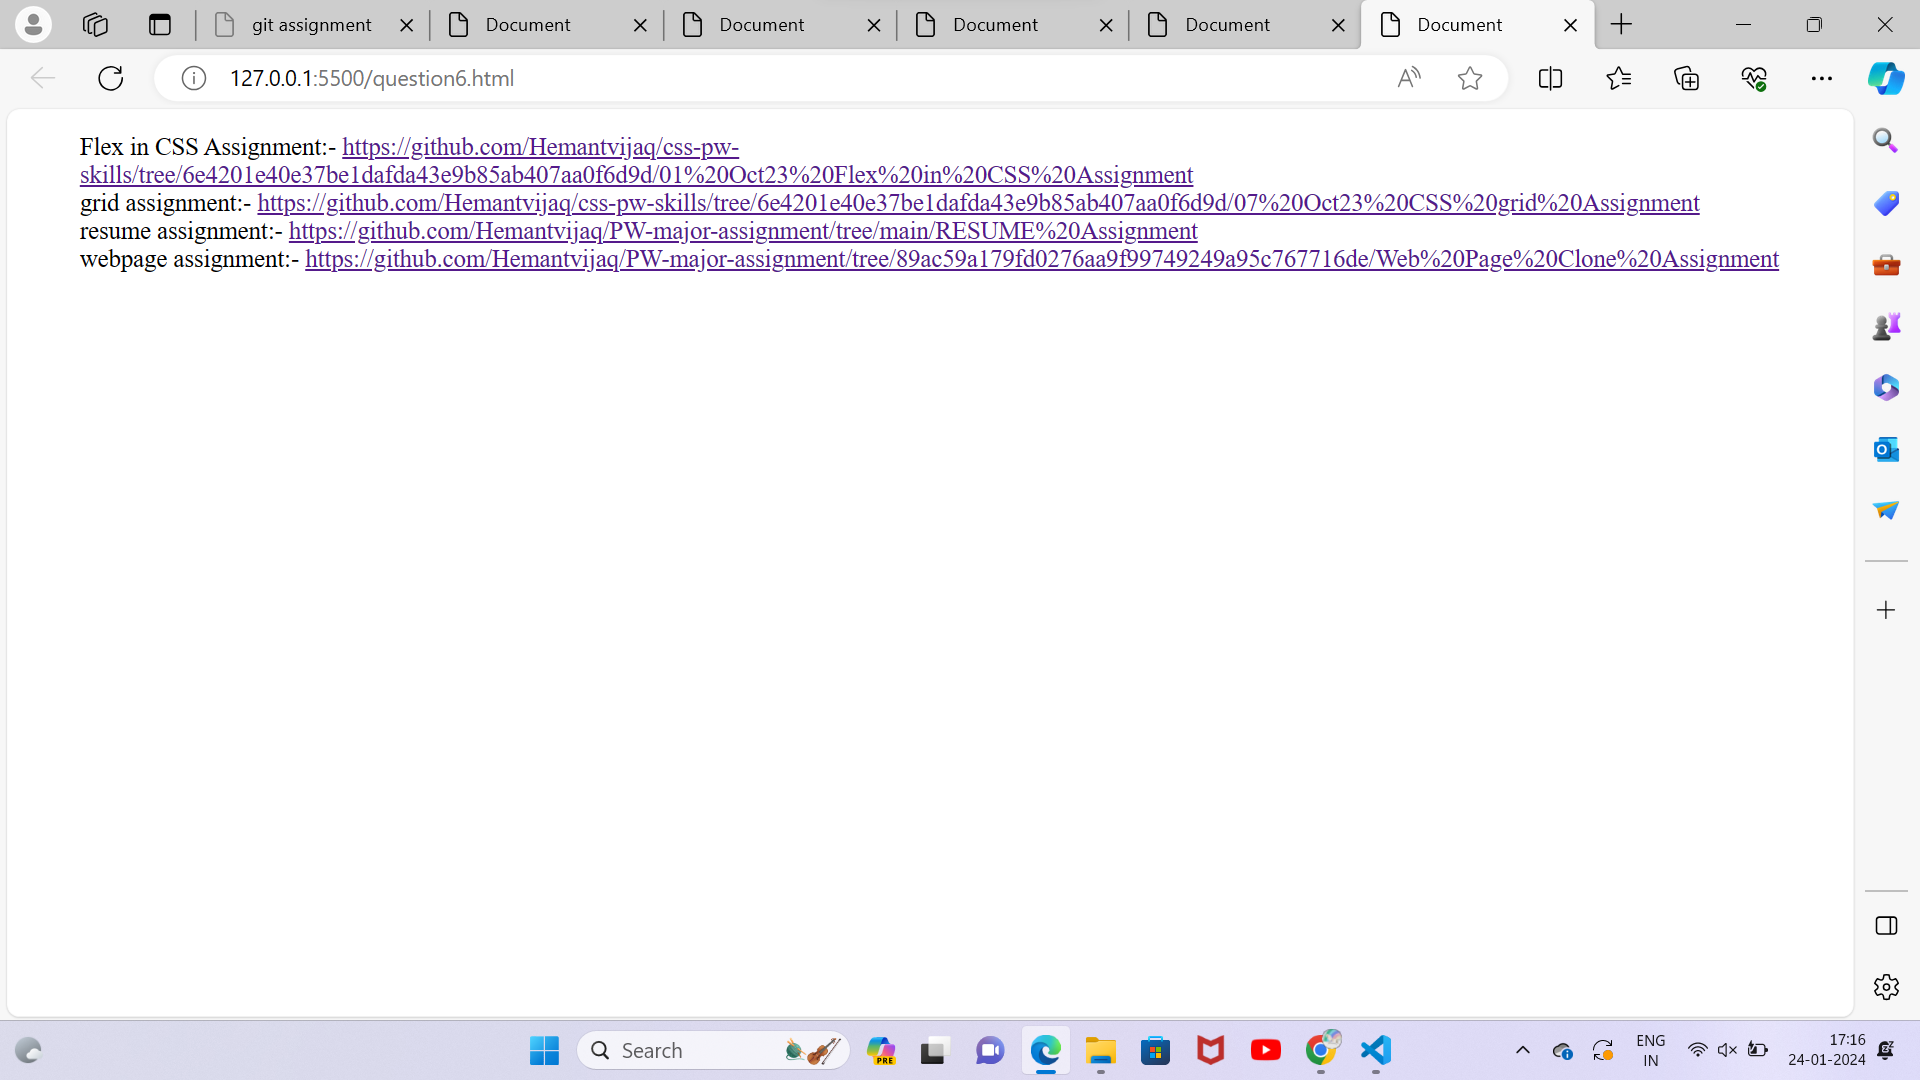 git assignment
Document
Document
Document
Document
Document
127.0.0.1:5500/question6.html
Flex in CSS Assignment:- https://github.com/Hemantvijaq/css-pw-
skills/tree/6e4201e40e37be1dafda43e9b85ab407aa0f6d9d/01%20Oct23%20Flex%20in%20CSS%20Assignment
grid assignment:- https://github.com/Hemantvijaq/css-pw-skills/tree/6e4201e40e37be1dafda43e9b85ab407aa0f6d9d/07%20Oct23%20CSS%20grid%20Assignment
resume assignment:- https://github.com/Hemantvijaq/PW-major-assignment/tree/main/RESUME%20Assignment
webpage assignment:- https://github.com/Hemantvijaq/PW-major-assignment/tree/89ac59a179fd0276aa9f99749249a95c767716de/Web%20Page%20Clone%20Assignment
Search
PRE
ENG
IN
17:16
24-01-2024